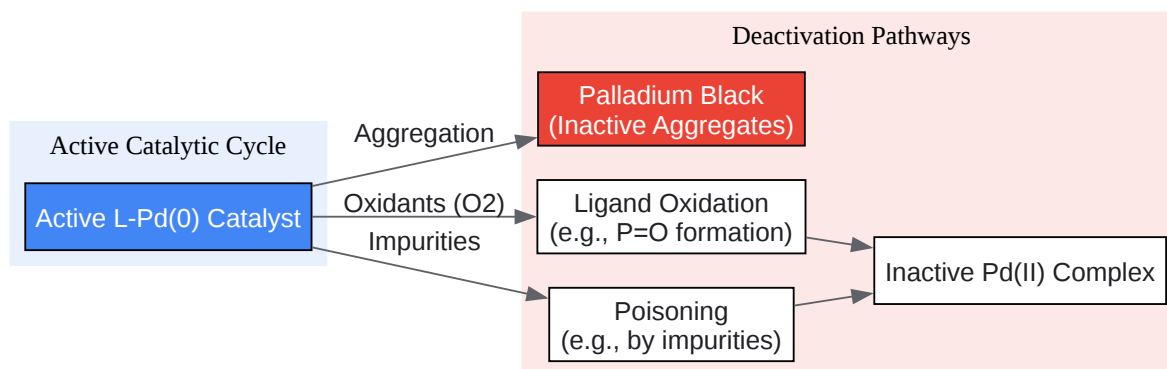 Deactivation Pathways
Palladium Black
(Inactive Aggregates)
Active Catalytic Cycle
Aggregation
Active L-Pd(0) Catalyst
Oxidants (O2)
Impurities
Ligand Oxidation
(e.g., P=O formation)
Inactive Pd(II) Complex
Poisoning
(e.g., by impurities)